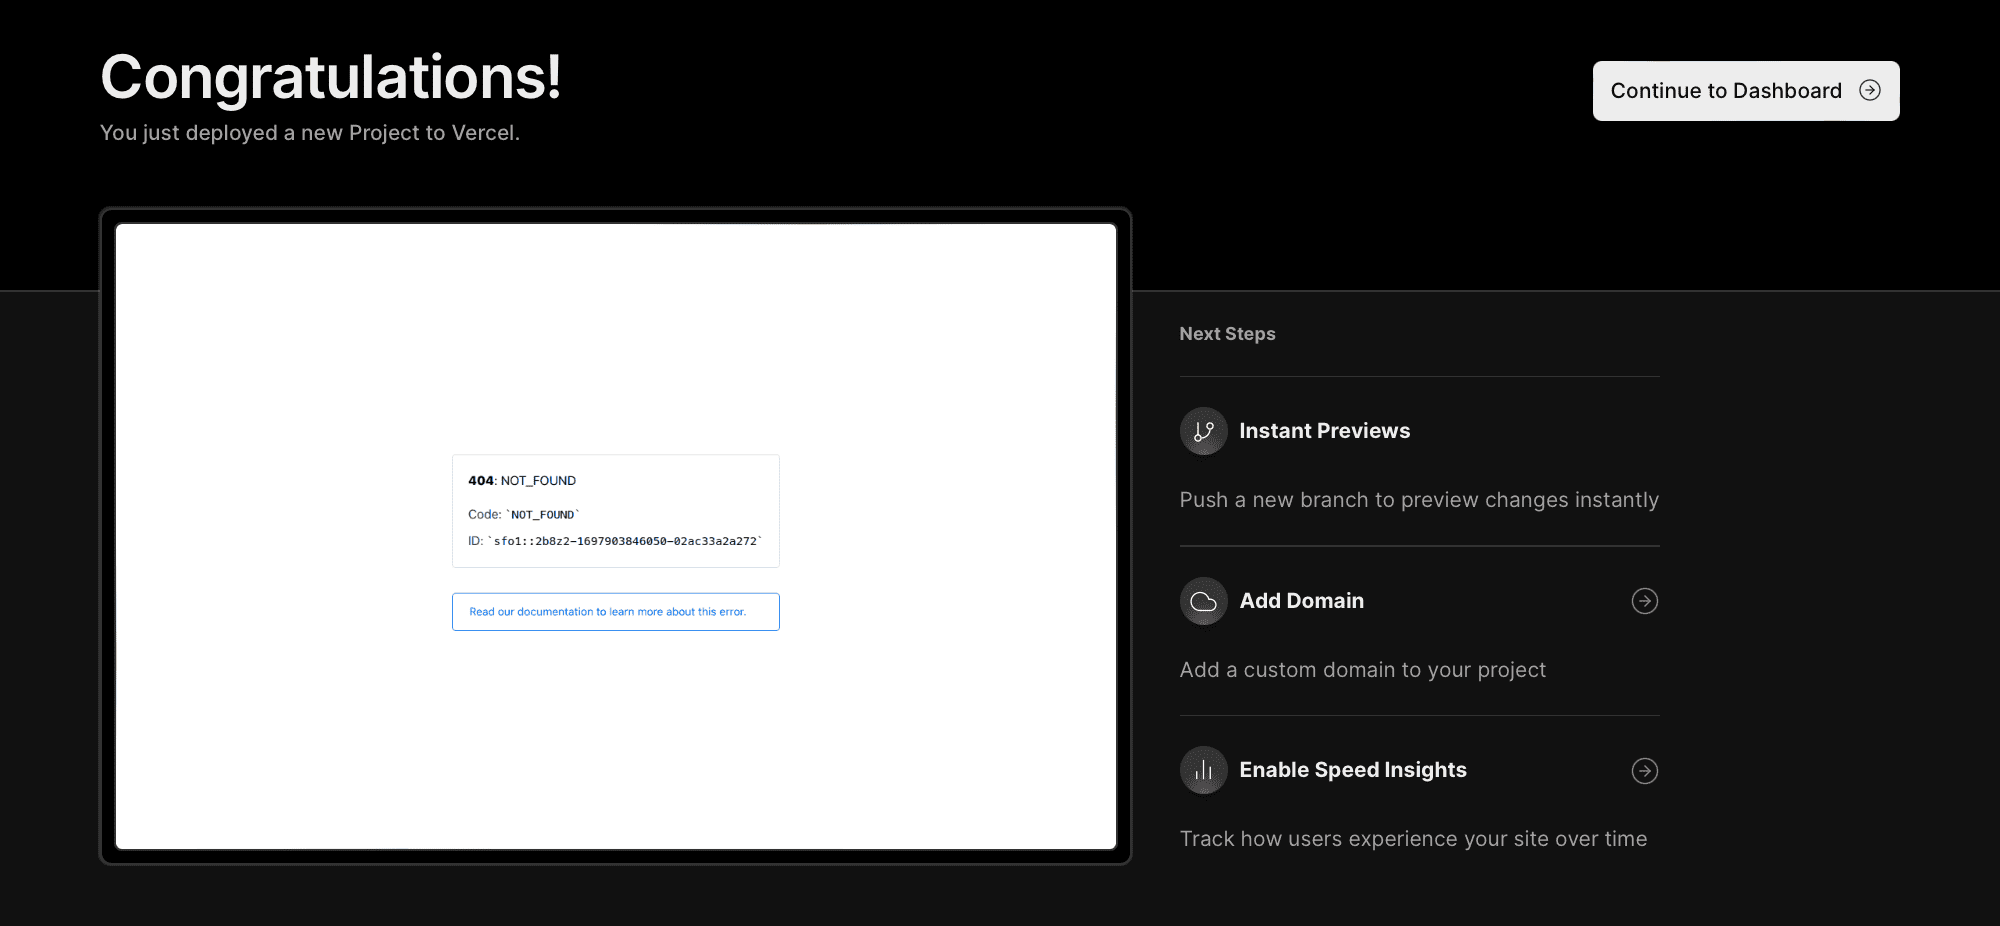 Congratulations!
You just deployed a new Project to Vercel.
Continue to Dashboard
404: NOT_FOUND
Code: `NOT_FOUND`
ID: `sfo1::2b8z2-1697903846050-02ac33a2a272`
Read our documentation to learn more about this error.
Next Steps
Instant Previews
Push a new branch to preview changes instantly
Add Domain
Add a custom domain to your project
Enable Speed Insights
Track how users experience your site over time